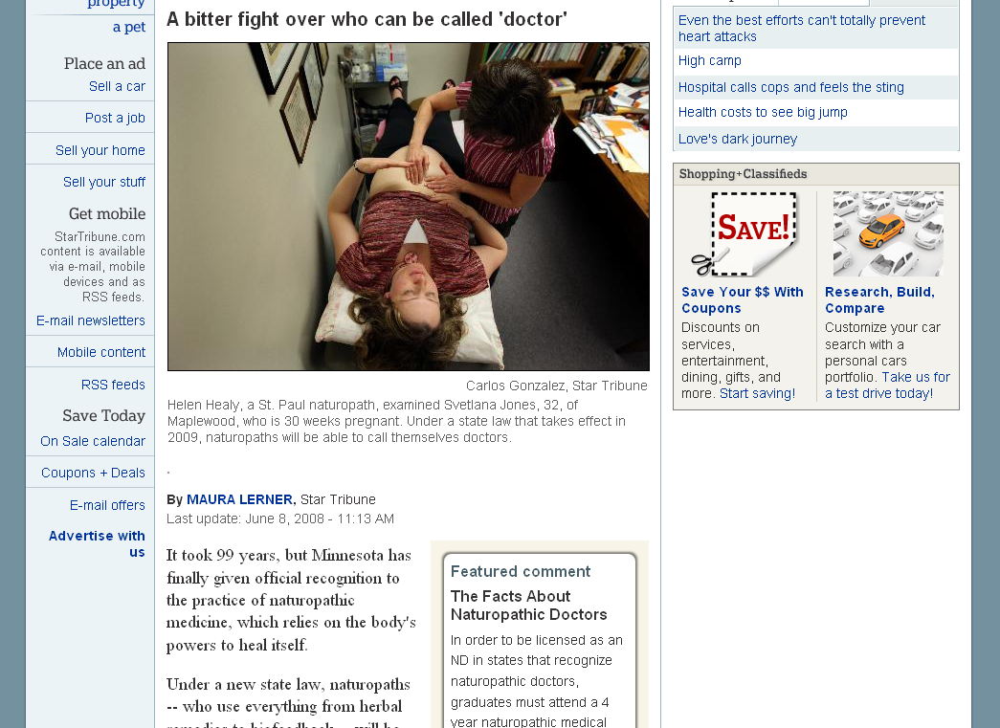 property
a pet
Place an ad
Sell a car
Post a job
Sell your home
Sell your stuff
Get mobile
StarTribune.com
content is available
via e-mail, mobile
devices and as
RSS feeds.
E-mail newsletters
Mobile content
RSS feeds
Save Today
On Sale calendar
Coupons + Deals
E-mail offers
Advertise with
us
A bitter fight over who can be called 'doctor'
Carlos Gonzalez, Star Tribune
Helen Healy, a St. Paul naturopath, examined Svetlana Jones, 32, of
Maplewood, who is 30 weeks pregnant. Under a state law that takes effect in
2009, naturopaths will be able to call themselves doctors.
.
By MAURA LERNER, Star Tribune
Last update: June 8, 2008 - 11:13 AM
It took 99 years, but Minnesota has
finally given official recognition to
the practice of naturopathic
medicine, which relies on the body's
powers to heal itself.
Under a new state law, naturopaths
-- who use everything from herbal
remedies to biofeedback -- will be
Featured comment
The Facts About
Naturopathic Doctors
In order to be licensed as an
ND in states that recognize
naturopathic doctors,
graduates must attend a 4
year naturopathic medical
Even the best efforts can't totally prevent
heart attacks
High camp
Hospital calls cops and feels the sting
Health costs to see big jump
Love's dark journey
Shopping+Classifieds
SAVE!
Save Your $$ With
Coupons
Discounts on
services,
entertainment,
dining, gifts, and
more. Start saving!
Research, Build,
Compare
Customize your car
search with a
personal cars
portfolio. Take us for
a test drive today!